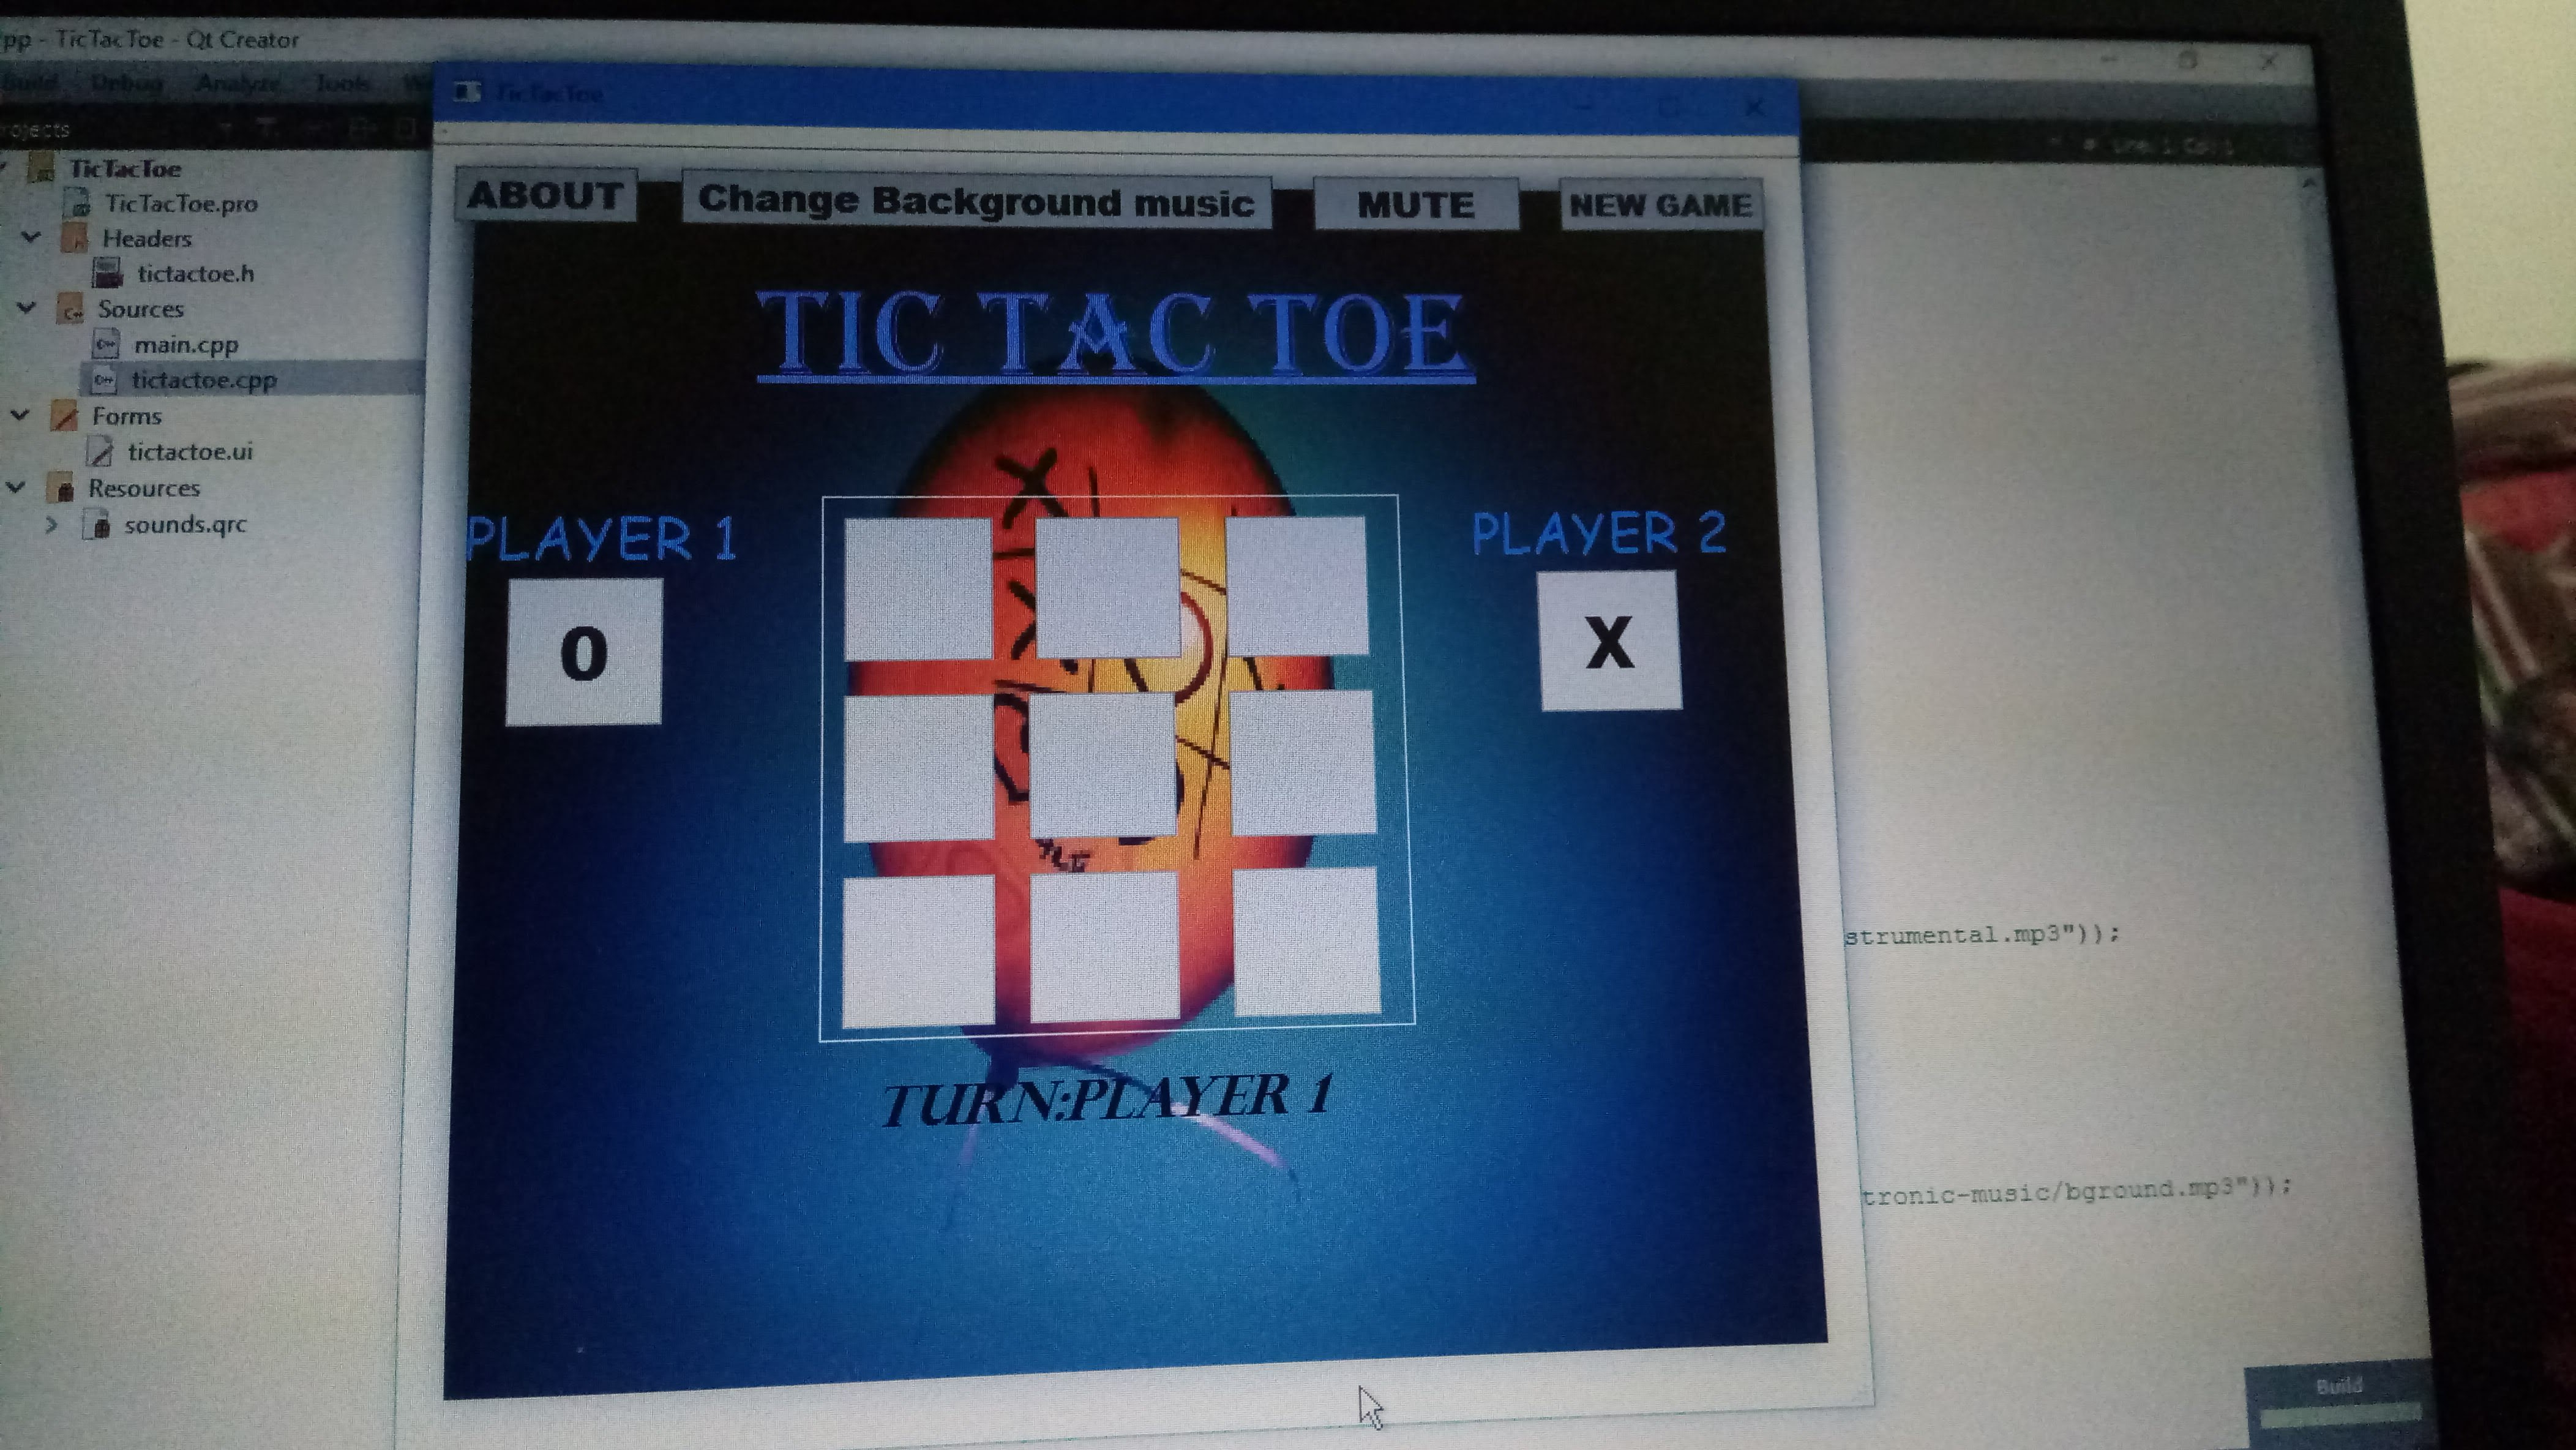 pp - TicTacToe - Qt Creator
Build Debug Analyze Tools
TicTacToe
rojects
TicTacToe
TicTacToe.pro
Headers
tictactoe.h
Sources
main.cpp
tictactoe.cpp
Forms
tictactoe.ui
Resources
sounds.qrc
ABOUT
Change Background music
MUTE
NEW GAME
TIC TAC TOE
PLAYER 1
PLAYER 2
0
X
TURN:PLAYER 1
strumental.mp3"));
tronic-music/bground.mp3"));
Build